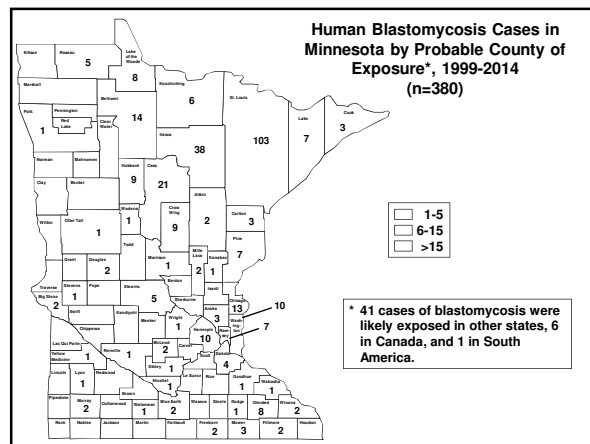 Human Blastomycosis Cases in
Minnesota by Probable County of
Exposure*, 1999-2014
(n=380)
Kittson
Roseau
5
Lake
of the
Woods
8
Koochiching
6
St. Louis
103
Lake
7
Cook
3
Marshall
Beltrami
14
Pennington
Polk
1
Red
Lake
Clear
Water
Itasca
38
Norman
Mahnomen
Hubbard
9
Cass
21
Clay
Becker
Aitkin
2
Wadena
1
Crow
Wing
9
Carlton
3
Wilkin
Otter Tail
1
Todd
Pine
7
Mille
Lacs
2
Kanabec
1
Morrison
1
Grant
Douglas
2
Traverse
Stevens
1
Pope
Stearns
5
Benton
Isanti
Big Stone
2
Sherburne
Chisago
13
Anoka
3
10
Swift
Kandiyohi
Wright
1
Wash-
ing-
ton
Chippewa
Meeker
Hennepin
10
Ram-
sey
7
Lac Qui Parle
1
Renville
1
McLeod
2
Carver
Scott
Dakota
4
Yellow
Medicine
Sibley
1
Lincoln
Lyon
1
Redwood
Nicollet
1
Le Sueur
Rice
Goodhue
1
Wabasha
1
Brown
Pipestone
Murray
2
Cottonwood
Watonwan
1
Blue Earth
2
Waseca
Steele
Dodge
1
Olmsted
8
Winona
2
Rock
Nobles
Jackson
Martin
Faribault
Freeborn
2
Mower
3
Fillmore
2
Houston
1-5
6-15
>15
* 41 cases of blastomycosis were
likely exposed in other states, 6
in Canada, and 1 in South
America.